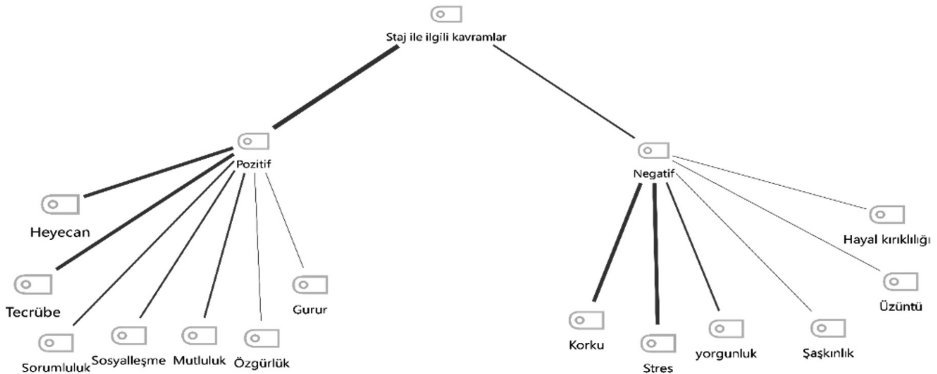 Staj ile ilgili kavramlar
Pozitif
Negatif
Heyecan
Tecrübe
Sorumluluk
Sosyalleşme
Mutluluk
Özgürlük
Gurur
Korku
Stres
yorgunluk
Şaşkınlık
Üzüntü
Hayal kırıklılığı